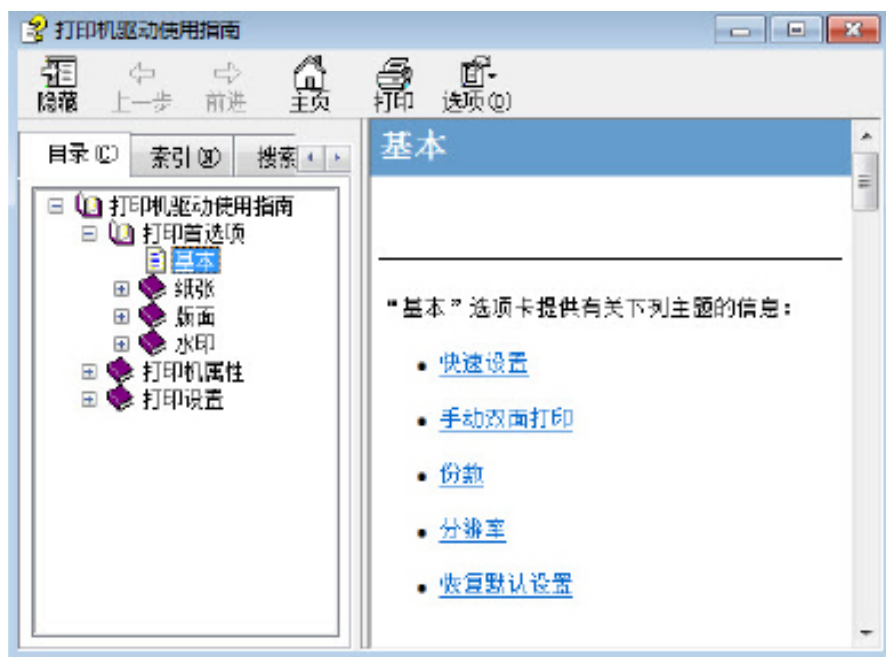 打印机驱动使用指南
隐藏 上一步 前进 主页 打印 选项(O)
目录(C) 索引(N) 搜索
打印机驱动使用指南
打印首选项
基本
纸张
版面
水印
打印机属性
打印设置
基本
“基本”选项卡提供有关下列主题的信息：
• 快速设置
• 手动双面打印
• 份数
• 分辨率
• 恢复默认设置